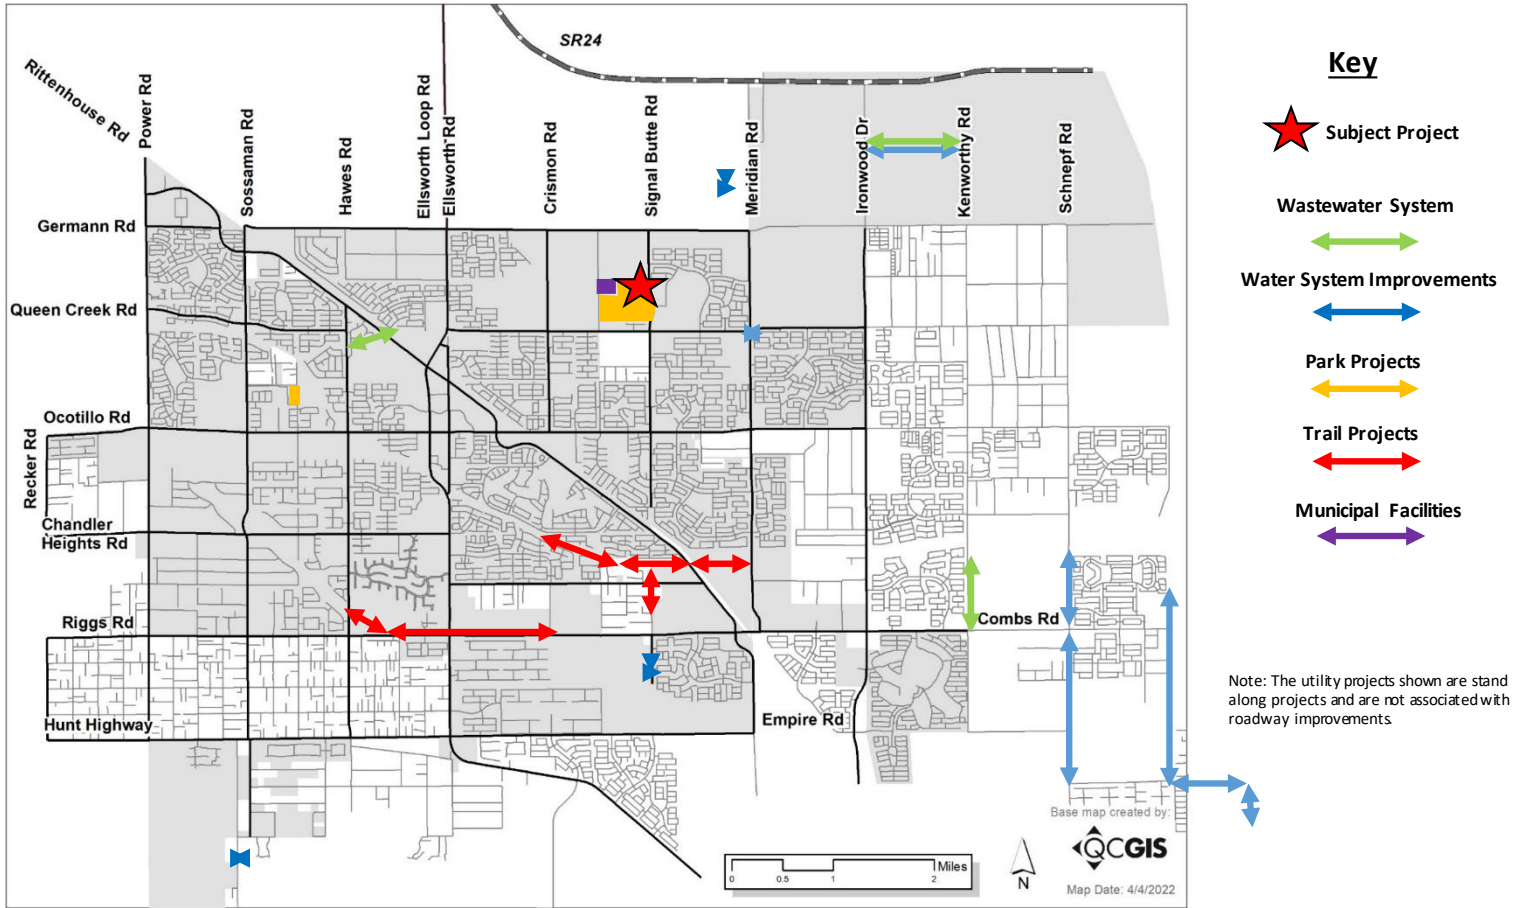 SR24
Rittenhouse Rd
Power Rd
Sossaman Rd
Hawes Rd
Ellsworth Loop Rd
Ellsworth Rd
Crismon Rd
Signal Butte Rd
Meridian Rd
Ironwood Dr
Kenworthy Rd
Schnepf Rd
Germann Rd
Queen Creek Rd
Ocotillo Rd
Recker Rd
Chandler
Heights Rd
Riggs Rd
Combs Rd
Hunt Highway
Empire Rd
Base map created by:
QCGIS
Map Date: 4/4/2022
Miles
0 0.5 1 2
N
Key
Subject Project
Wastewater System
Water System Improvements
Park Projects
Trail Projects
Municipal Facilities
Note: The utility projects shown are stand
along projects and are not associated with
roadway improvements.